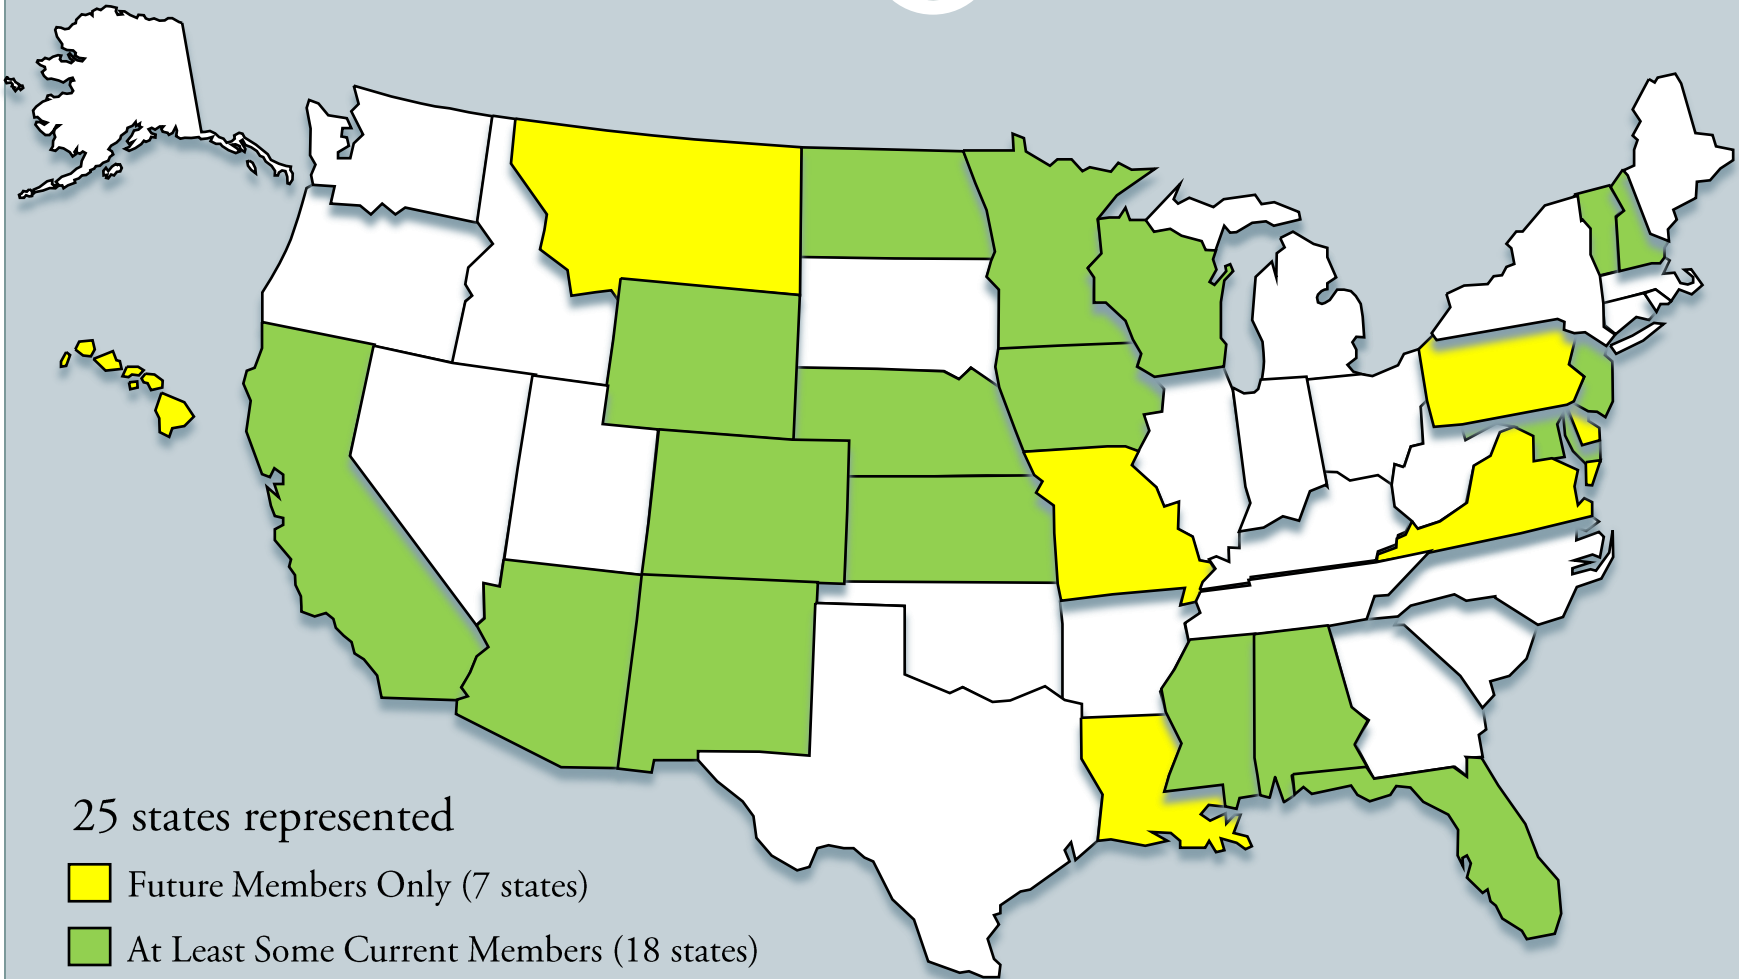 25 states represented
Future Members Only (7 states)
At Least Some Current Members (18 states)